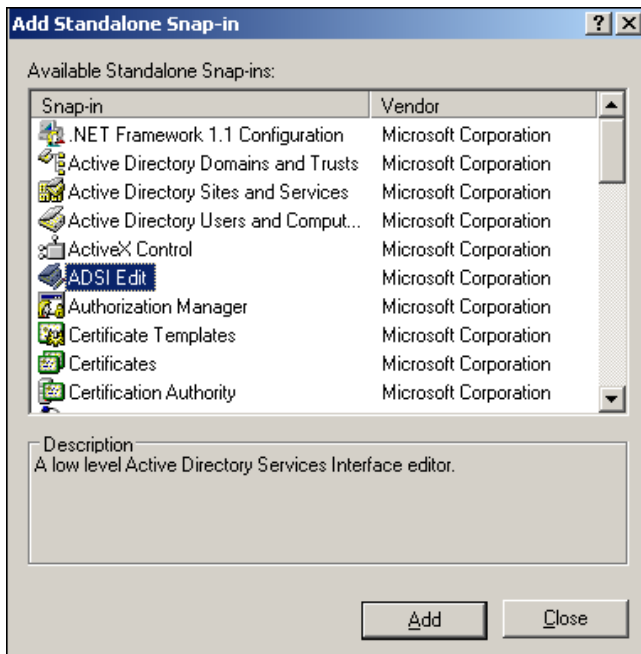 Add Standalone Snap-in
Available Standalone Snap-ins:
Snap-in Vendor
.NET Framework 1.1 Configuration Microsoft Corporation
Active Directory Domains and Trusts Microsoft Corporation
Active Directory Sites and Services Microsoft Corporation
Active Directory Users and Comput... Microsoft Corporation
ActiveX Control Microsoft Corporation
ADSI Edit Microsoft Corporation
Authorization Manager Microsoft Corporation
Certificate Templates Microsoft Corporation
Certificates Microsoft Corporation
Certification Authority Microsoft Corporation
Description
A low level Active Directory Services Interface editor.
Add Close